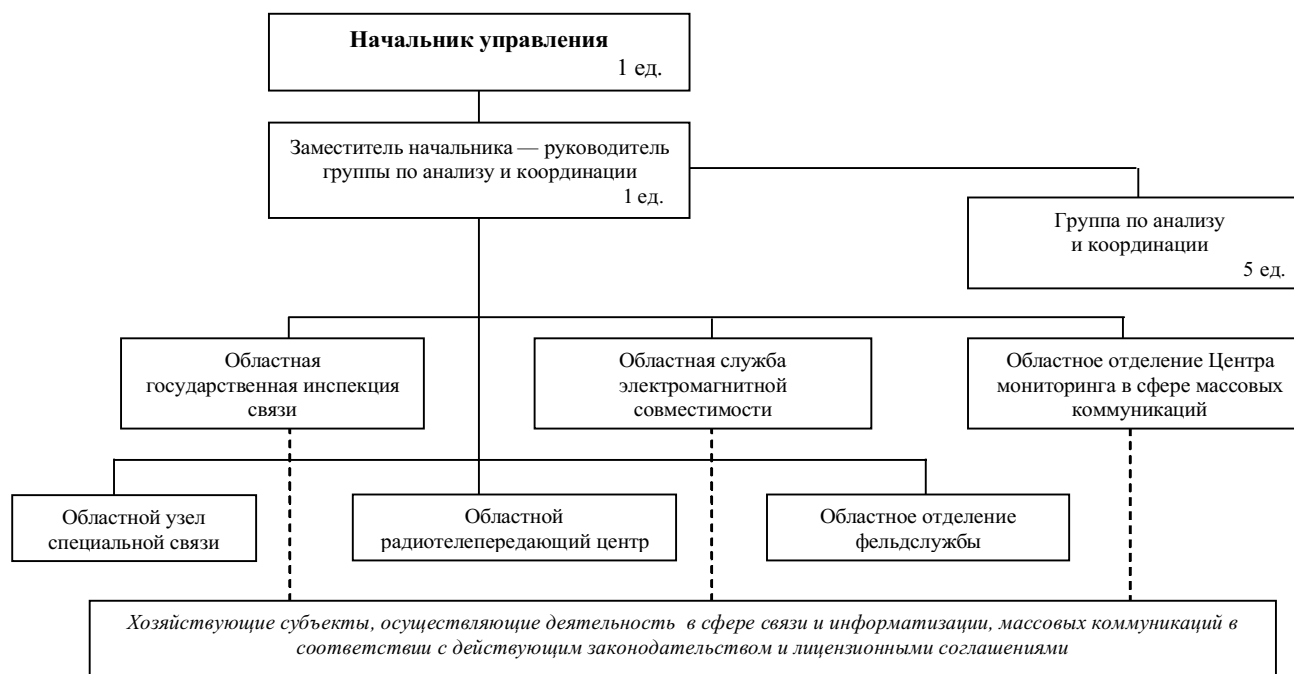 Начальник управления
1 ед.
Заместитель начальника — руководитель
группы по анализу и координации
1 ед.
Группа по анализу
и координации
5 ед.
Областная
государственная инспекция
связи
Областная служба
электромагнитной
совместимости
Областное отделение Центра
мониторинга в сфере массовых
коммуникаций
Областной узел
специальной связи
Областной
радиотелепередающий центр
Областное отделение
фельдслужбы
Хозяйствующие субъекты, осуществляющие деятельность в сфере связи и информатизации, массовых коммуникаций в
соответствии с действующим законодательством и лицензионными соглашениями